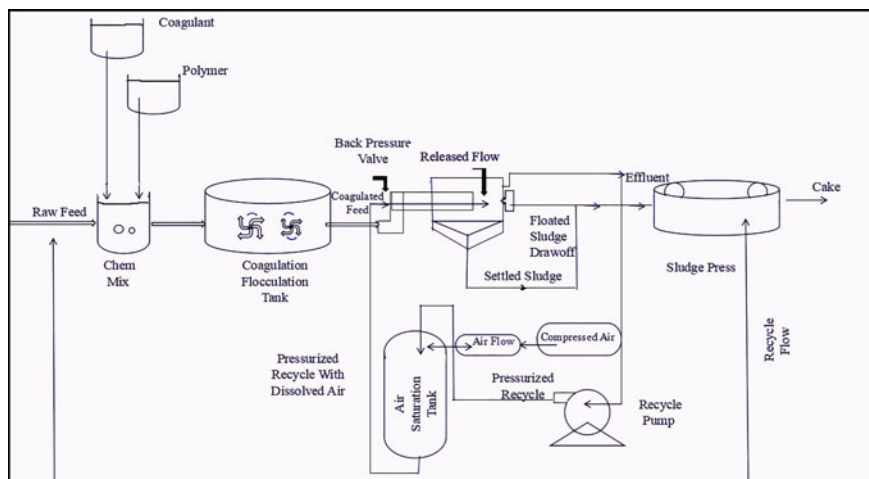 Coagulant
Polymer
Raw Feed
Chem
Mix
Coagulation
Flocculation
Tank
Back Pressure
Valve
Coagulated
Feed
Released Flow
Effluent
Floated
Sludge
Drawoff
Settled Sludge
Sludge Press
Cake
Recycle
Flow
Air Flow
Compressed Air
Pressurized
Recycle With
Dissolved Air
Air
Saturation
Tank
Pressurized
Recycle
Recycle
Pump